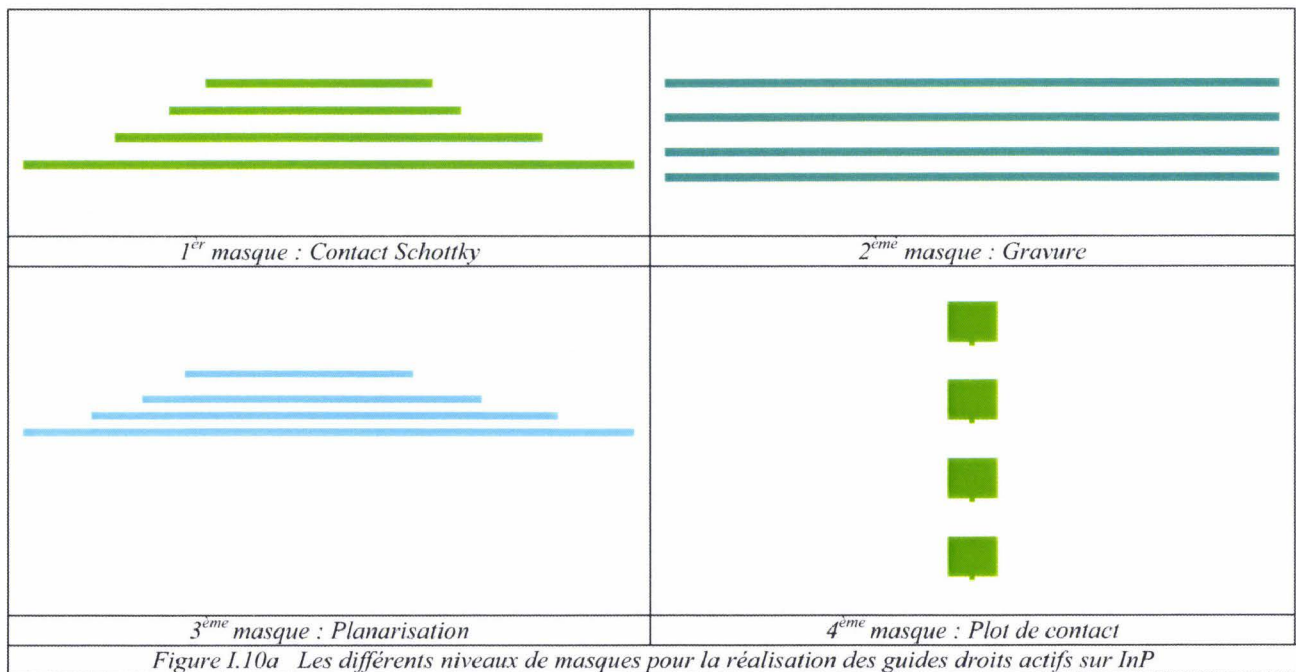 1er masque : Contact Schottky
2ème masque : Gravure
3ème masque : Planarisation
4ème masque : Plot de contact
Figure I.10a Les différents niveaux de masques pour la réalisation des guides droits actifs sur InP